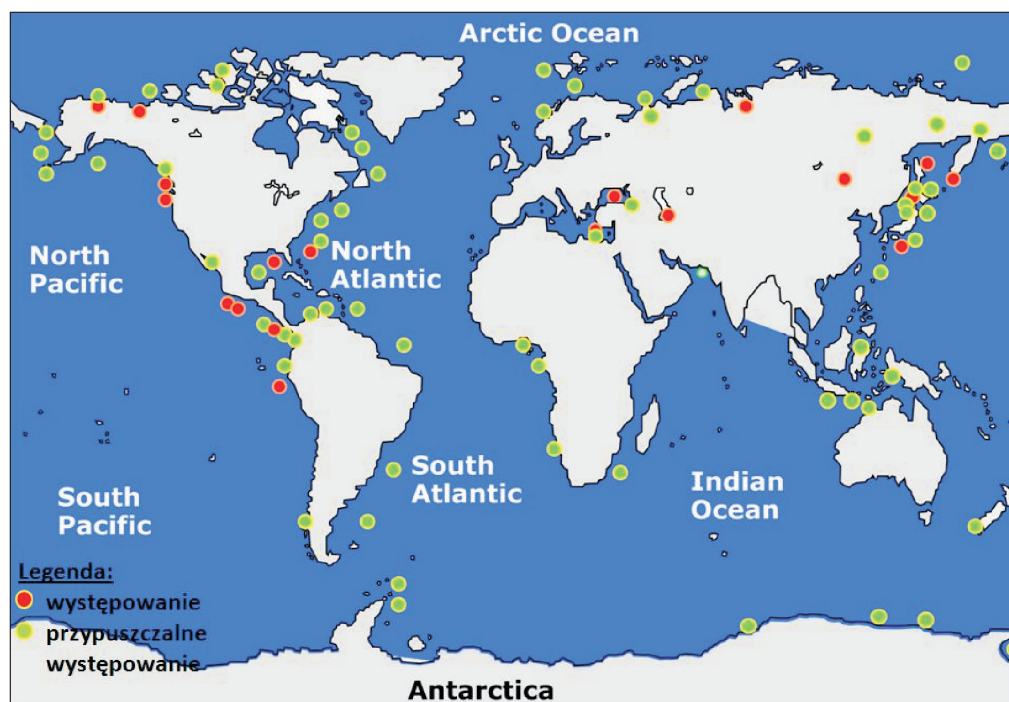 Arctic Ocean
North
Pacific
North
Atlantic
South
Atlantic
Indian
Ocean
South
Pacific
Legenda:
występowanie
przypuszczalne
występowanie
Antarctica